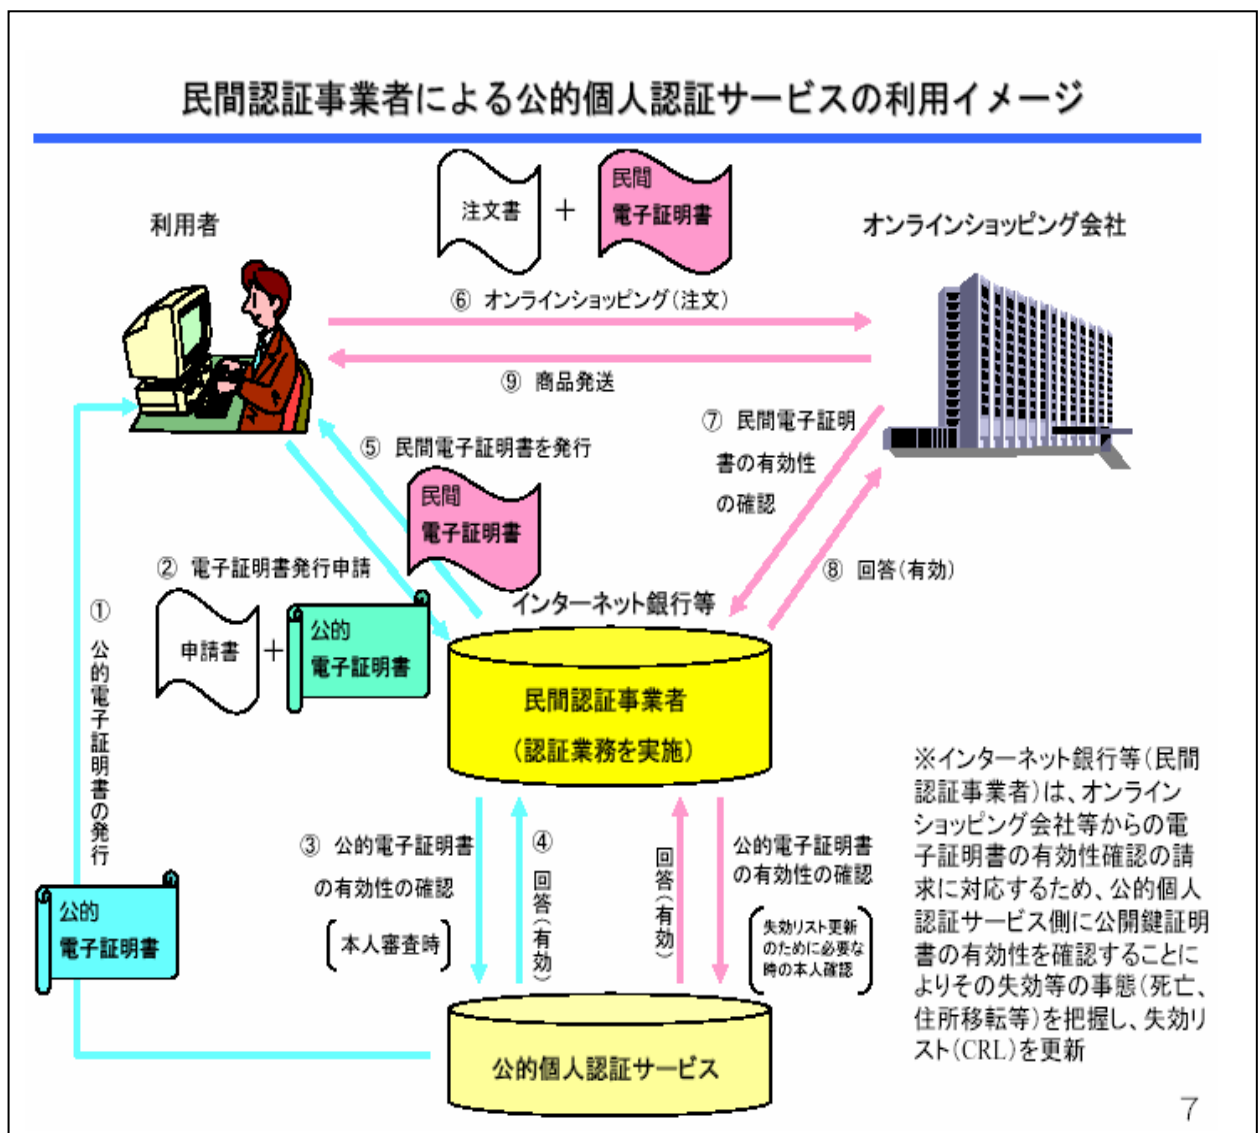 民間認証事業者による公的個人認証サービスの利用イメージ
注文書
+
民間
電子証明書
利用者
オンラインショッピング会社
⑥ オンラインショッピング(注文)
⑨ 商品発送
⑦ 民間電子証明
書の有効性
の確認
⑤ 民間電子証明書を発行
民間
電子証明書
② 電子証明書発行申請
⑧ 回答(有効)
申請書
+
公的
電子証明書
インターネット銀行等
民間認証事業者
(認証業務を実施)
① 公的電子証明書の発行
公的
電子証明書
③ 公的電子証明書
の有効性の確認
本人審査時
④ 回答(有効)
回答(有効)
公的電子証明書
の有効性の確認
失効リスト更新
のために必要な
時の本人確認
公的個人認証サービス
※インターネット銀行等(民間
認証事業者)は、オンライン
ショッピング会社等からの電
子証明書の有効性確認の請
求に対応するため、公的個人
認証サービス側に公開鍵証明
書の有効性を確認することに
よりその失効等の事態(死亡、
住所移転等)を把握し、失効リ
スト(CRL)を更新
7